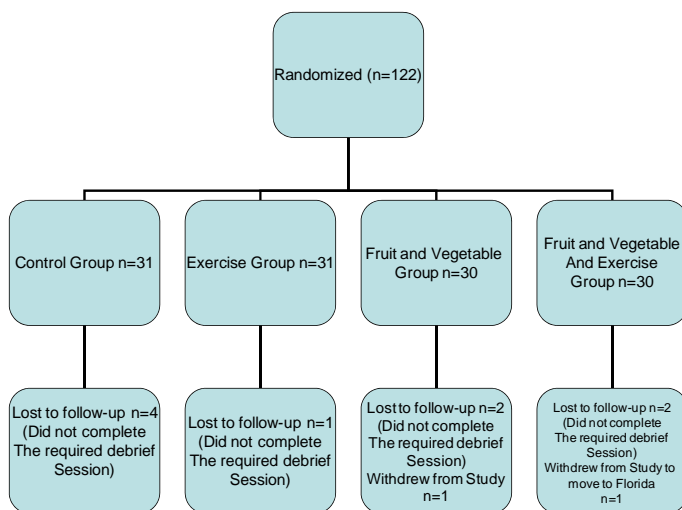 Randomized (n=122)
Control Group n=31
Exercise Group n=31
Fruit and Vegetable
Group n=30
Fruit and Vegetable
And Exercise
Group n=30
Lost to follow-up n=4
(Did not complete
The required debrief
Session)
Lost to follow-up n=1
(Did not complete
The required debrief
Session)
Lost to follow-up n=2
(Did not complete
The required debrief
Session)
Withdrew from Study
n=1
Lost to follow-up n=2
(Did not complete
The required debrief
Session)
Withdrew from Study to
move to Florida
n=1